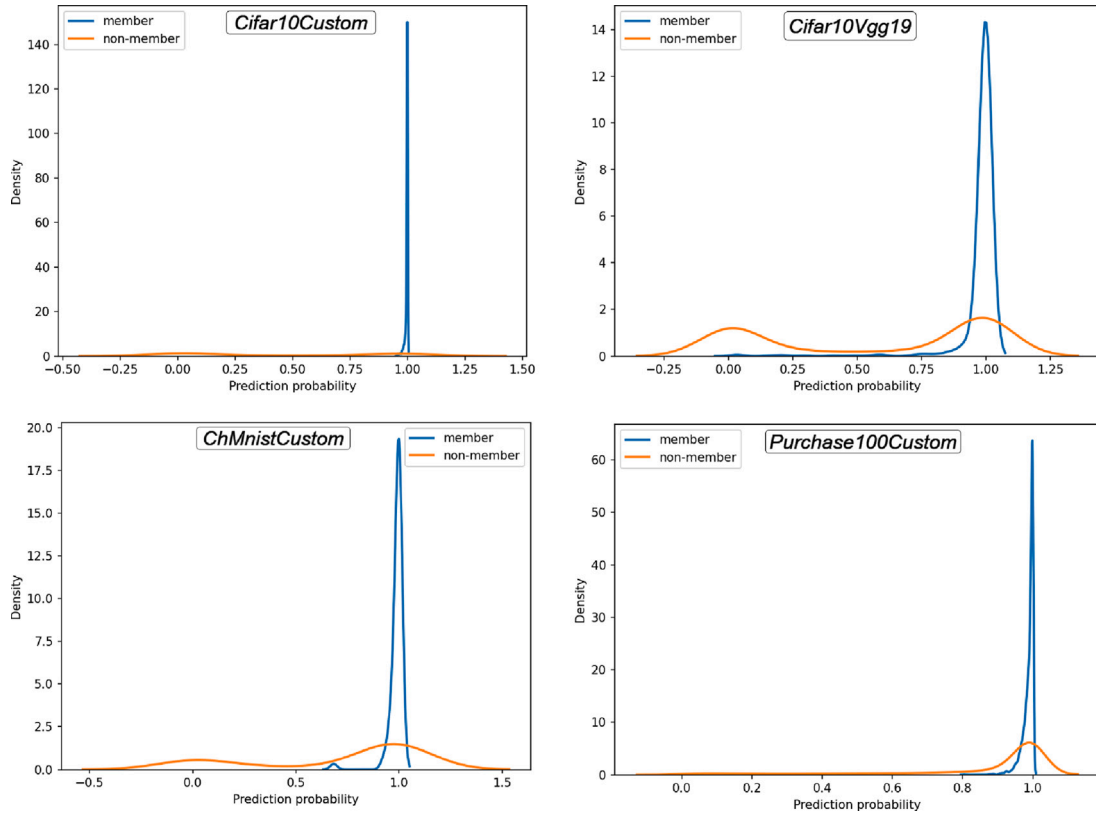 Cifar10Custom
member
non-member
140
120
100
80
60
40
20
0
Density
-0.50
-0.25
0.00
0.25
0.50
0.75
1.00
1.25
1.50
Prediction probability
Cifar10Vgg19
member
non-member
14
12
10
8
6
4
2
0
Density
-0.25
0.00
0.25
0.50
0.75
1.00
1.25
Prediction probability
ChMnistCustom
member
non-member
20.0
17.5
15.0
12.5
10.0
7.5
5.0
2.5
0.0
Density
-0.5
0.0
0.5
1.0
1.5
Prediction probability
Purchase100Custom
member
non-member
60
50
40
30
20
10
0
Density
0.0
0.2
0.4
0.6
0.8
1.0
Prediction probability